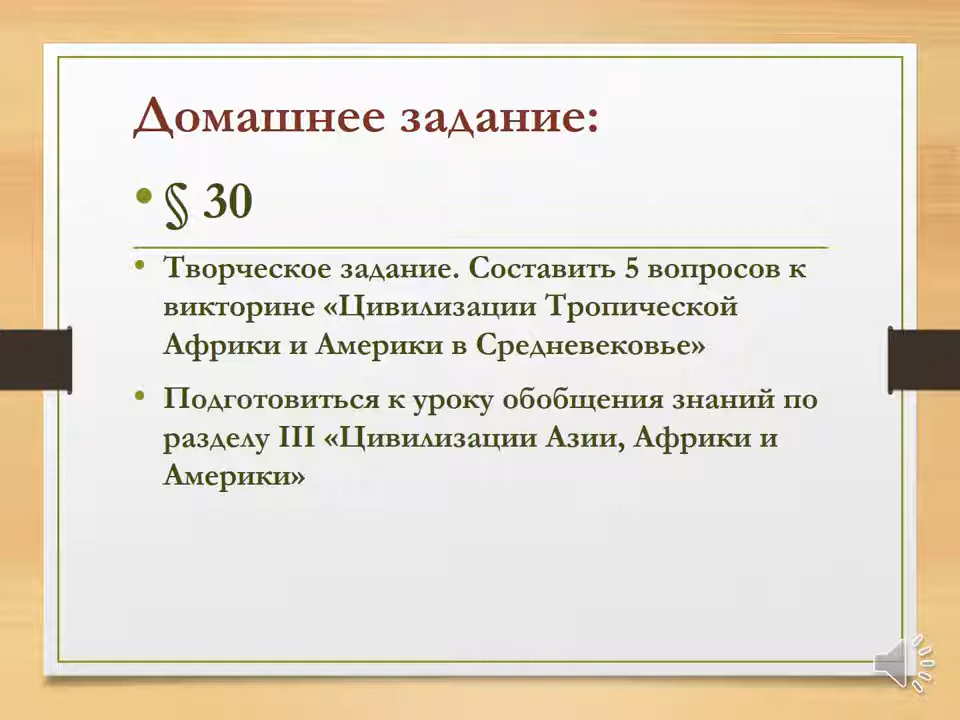 Домашнее задание:
• § 30
• Творческое задание. Составить 5 вопросов к
викторине «Цивилизации Тропической
Африки и Америки в Средневековье»
• Подготовиться к уроку обобщения знаний по
разделу III «Цивилизации Азии, Африки и
Америки»